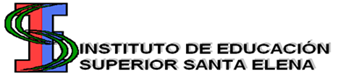 INSTITUTO DE EDUCACIÓN
SUPERIOR SANTA ELENA